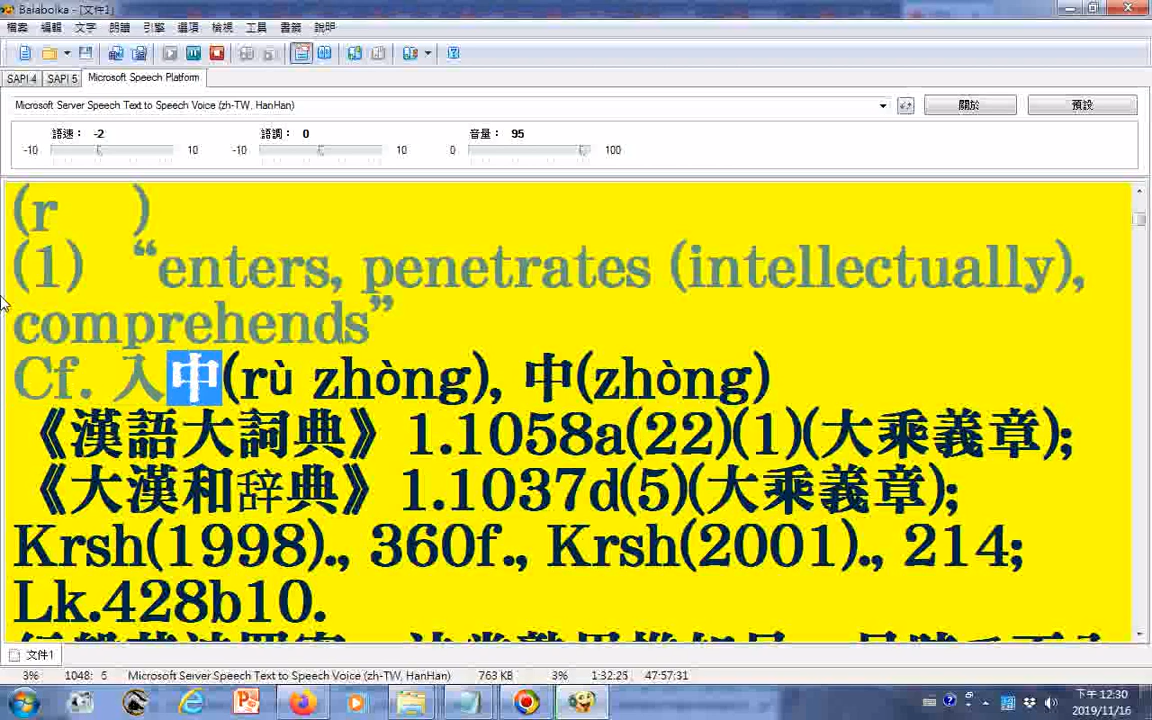 Balabolka - [文件1]
檔案 編輯 文字 朗讀 引擎 選項 檢視 工具 書籤 說明
SAPI 4 SAPI 5 Microsoft Speech Platform
Microsoft Server Speech Text to Speech Voice (zh-TW, HanHan) 關於 預設
語速： -2 語調： 0 音量： 95
-10 10 -10 10 0 100
(r )
(1) “enters, penetrates (intellectually),
comprehends”
Cf. 入中(rù zhòng), 中(zhòng)
《漢語大詞典》 1.1058a(22)(1)(大乘義章);
《大漢和辞典》 1.1037d(5)(大乘義章);
Krsh(1998)., 360f., Krsh(2001)., 214;
Lk.428b10.
文件1
3% 1048: 5 Microsoft Server Speech Text to Speech Voice (zh-TW, HanHan) 763 KB 3% 1:32:25 47:57:31
下午 12:30
2019/11/16